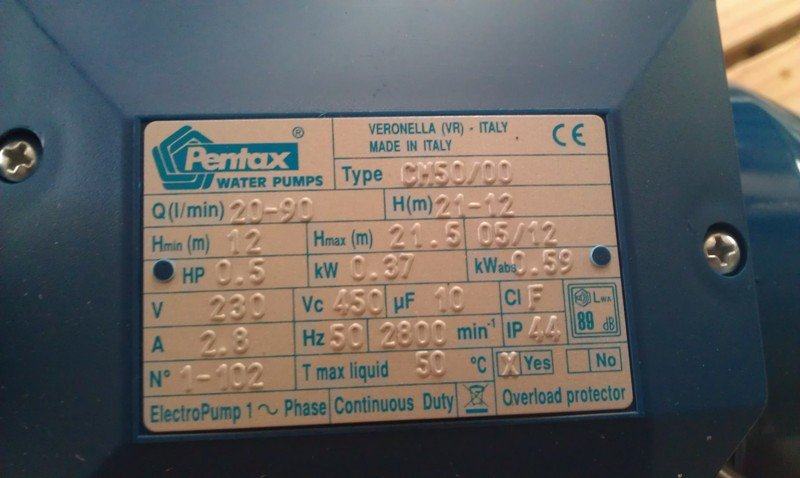 Pentax ®
WATER PUMPS
VERONELLA (VR) - ITALY
MADE IN ITALY
CE
Type CM50/00
Q(l/min) 20-90 H(m) 21-12
Hmin (m) 12 Hmax (m) 21.5 05/12
HP 0.5 kW 0.37 kWabs 0.59
V 230 Vc 450 µF 10 Cl F LWA
89 dB
A 2.8 Hz 50 2800 min⁻¹ IP 44
N° 1-102 T max liquid 50 °C X Yes No
ElectroPump 1 ~ Phase Continuous Duty Overload protector